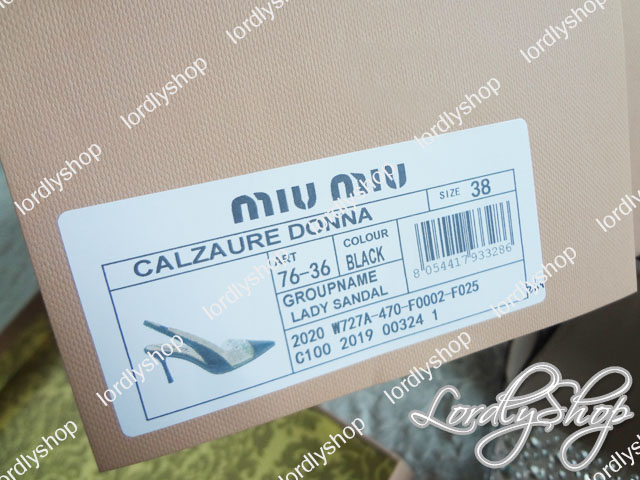 miu miu
CALZAURE DONNA
SIZE 38
ART
76-36
COLOUR
BLACK
8 054417 933286
GROUPNAME
LADY SANDAL
2020 W727A-470-F0002-F025
C100 2019 00324 1
LordlyShop
lordlyshop
lordlyshop
lordlyshop
lordlyshop
lordlyshop
lordlyshop
lordlyshop
lordlyshop
lordlyshop
lordlyshop
lordlyshop
lordlyshop